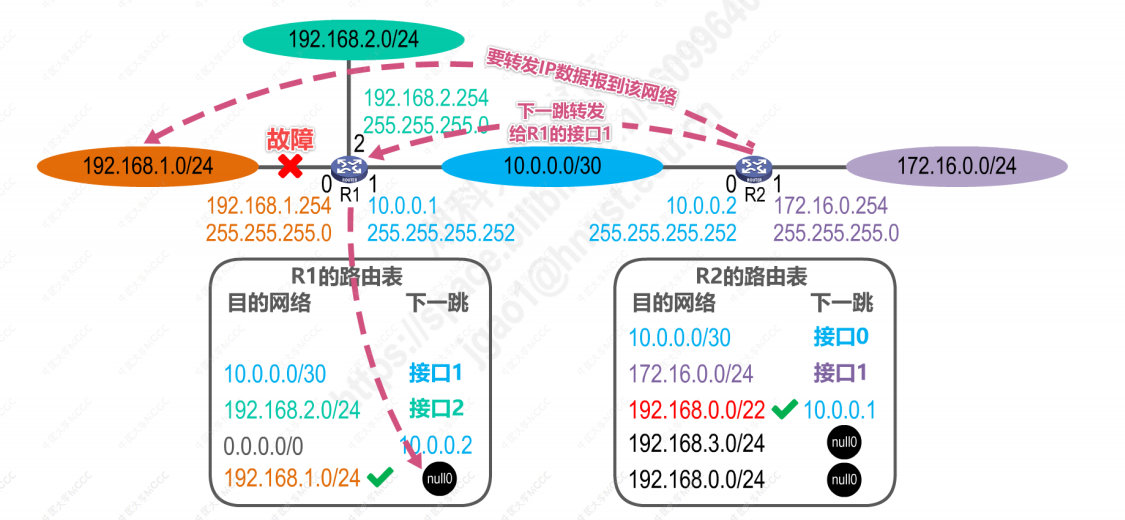 192.168.2.0/24
要转发IP数据报到该网络
192.168.2.254
255.255.255.0
下一跳转发
给R1的接口1
故障
2
192.168.1.0/24
10.0.0.0/30
172.16.0.0/24
ROUTER
ROUTER
0
R1
1
0
R2
1
192.168.1.254
255.255.255.0
10.0.0.1
255.255.255.252
10.0.0.2
255.255.255.252
172.16.0.254
255.255.255.0
R1的路由表
目的网络 下一跳
10.0.0.0/30 接口1
192.168.2.0/24 接口2
0.0.0.0/0 10.0.0.2
192.168.1.0/24 null0
R2的路由表
目的网络 下一跳
10.0.0.0/30 接口0
172.16.0.0/24 接口1
192.168.0.0/22 10.0.0.1
192.168.3.0/24 null0
192.168.0.0/24 null0